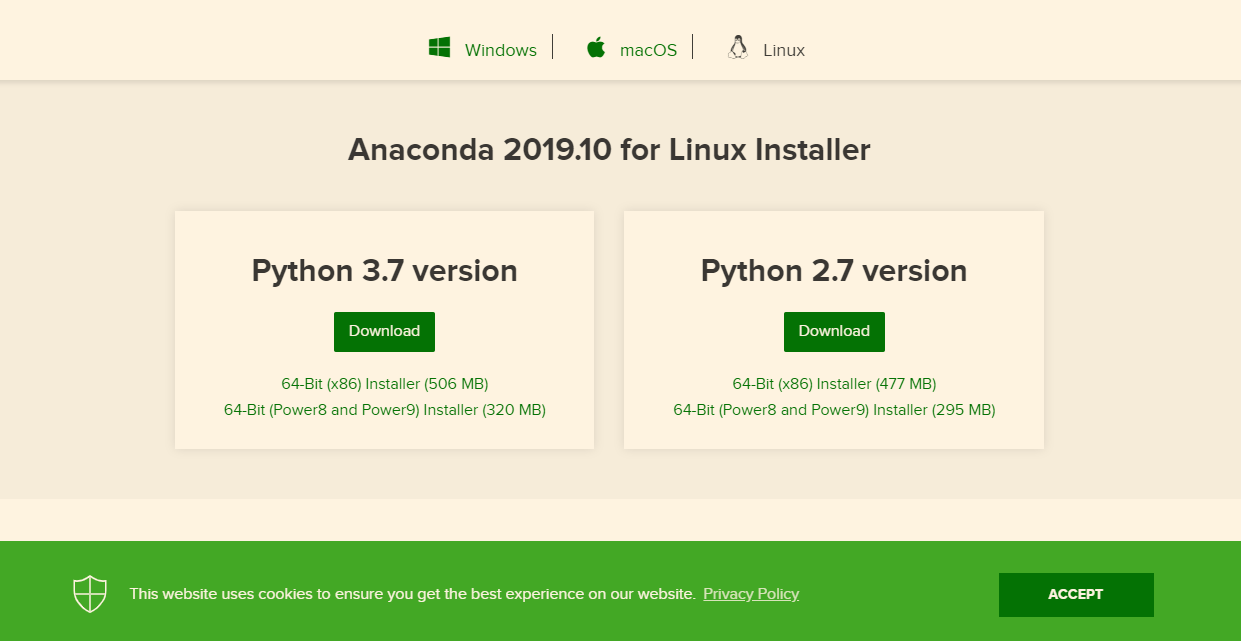 Windows
macOS
Linux
Anaconda 2019.10 for Linux Installer
Python 3.7 version
Download
64-Bit (x86) Installer (506 MB)
64-Bit (Power8 and Power9) Installer (320 MB)
Python 2.7 version
Download
64-Bit (x86) Installer (477 MB)
64-Bit (Power8 and Power9) Installer (295 MB)
This website uses cookies to ensure you get the best experience on our website. Privacy Policy
ACCEPT